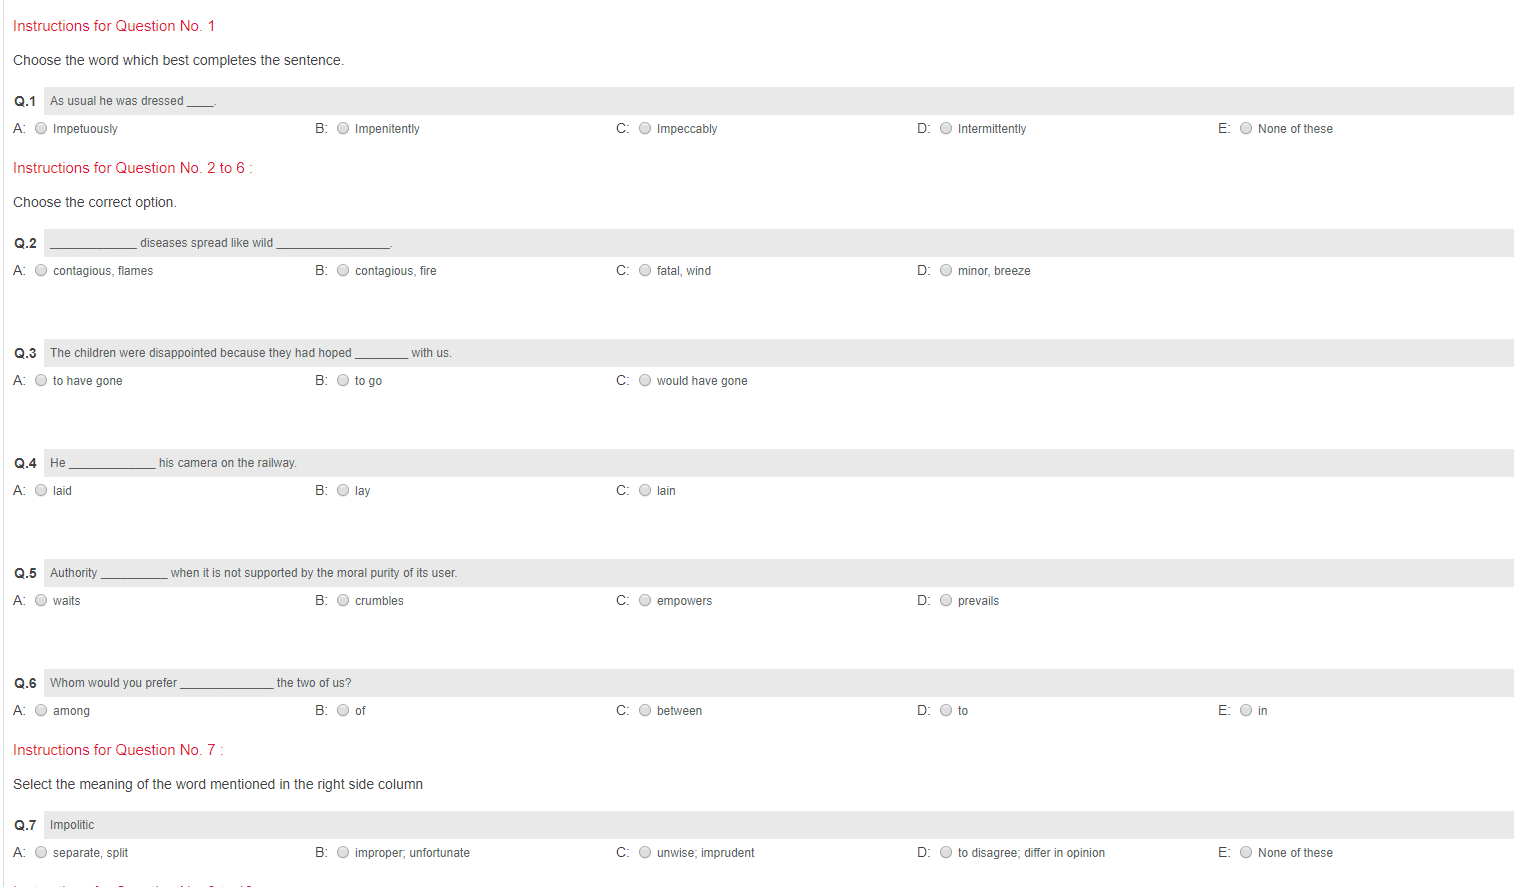 Instructions for Question No. 1
Choose the word which best completes the sentence.
Q.1 As usual he was dressed ____.
A: Impetuously B: Impenitently C: Impeccably D: Intermittently E: None of these
Instructions for Question No. 2 to 6 :
Choose the correct option.
Q.2 _____________ diseases spread like wild _________________.
A: contagious, flames B: contagious, fire C: fatal, wind D: minor, breeze
Q.3 The children were disappointed because they had hoped ________ with us.
A: to have gone B: to go C: would have gone
Q.4 He _____________ his camera on the railway.
A: laid B: lay C: lain
Q.5 Authority __________ when it is not supported by the moral purity of its user.
A: waits B: crumbles C: empowers D: prevails
Q.6 Whom would you prefer ______________ the two of us?
A: among B: of C: between D: to E: in
Instructions for Question No. 7 :
Select the meaning of the word mentioned in the right side column
Q.7 Impolitic
A: separate, split B: improper; unfortunate C: unwise; imprudent D: to disagree; differ in opinion E: None of these